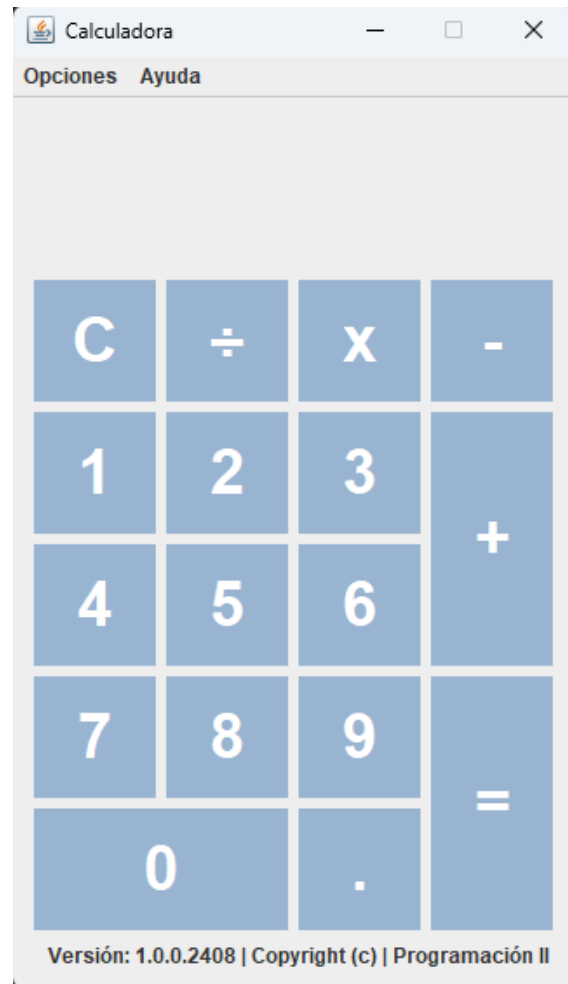 Calculadora
Opciones Ayuda
C ÷ x -
1 2 3
+
4 5 6
7 8 9
=
0 .
Versión: 1.0.0.2408 | Copyright (c) | Programación II